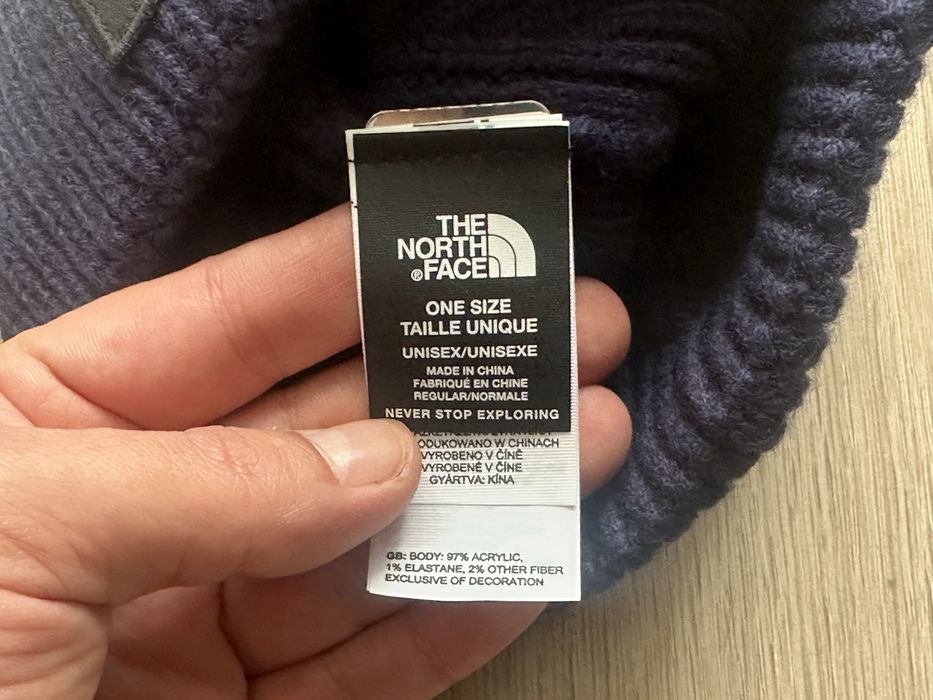 THE
NORTH
® FACE
ONE SIZE
TAILLE UNIQUE
UNISEX/UNISEXE
MADE IN CHINA
FABRIQUÉ EN CHINE
REGULAR/NORMALE
NEVER STOP EXPLORING
ODUKOWANO W CHINACH
VYROBENO V ČÍNĚ
VYROBENÉ V ČÍNE
GYÁRTVA: KÍNA
GB: BODY: 97% ACRYLIC,
1% ELASTANE, 2% OTHER FIBER
EXCLUSIVE OF DECORATION